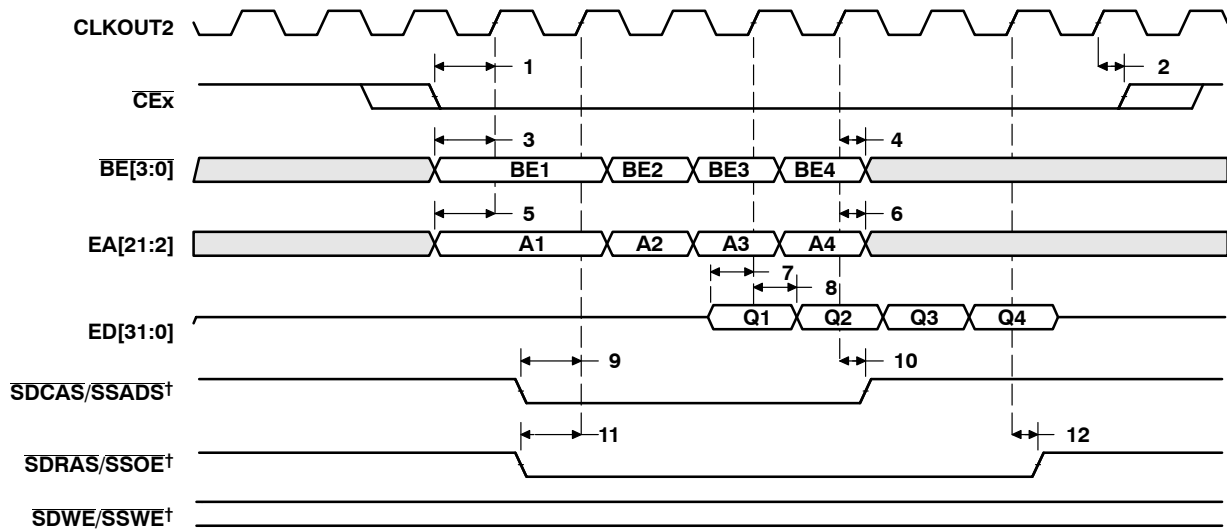 CLKOUT2
1
2
CEx
3
4
BE[3:0]
BE1 BE2 BE3 BE4
5
6
EA[21:2]
A1 A2 A3 A4
7
8
ED[31:0]
Q1 Q2 Q3 Q4
9
10
SDCAS/SSADS†
11
12
SDRAS/SSOE†
SDWE/SSWE†